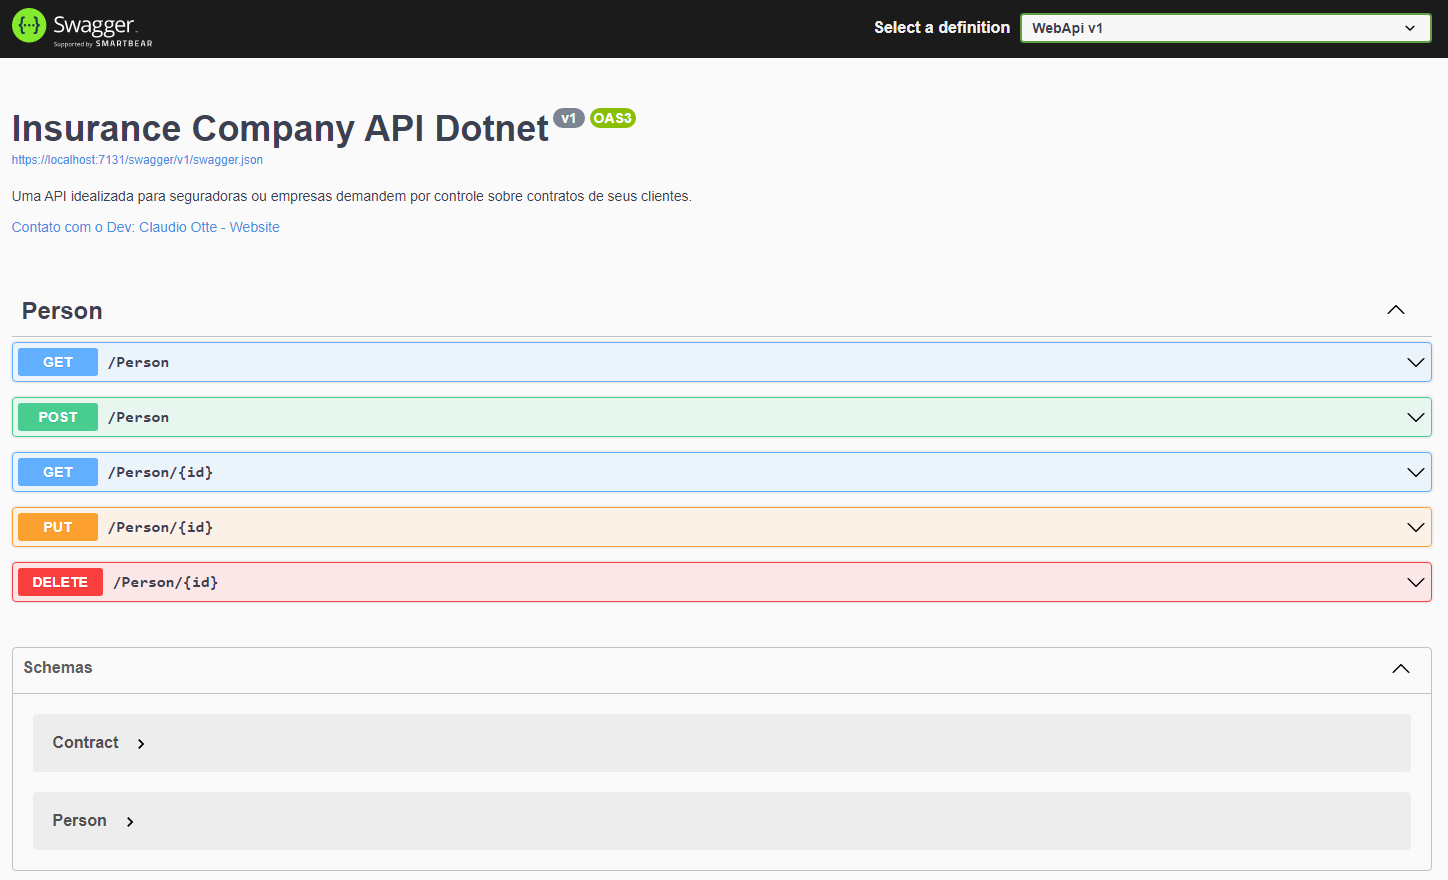 Swagger
Supported by SMARTBEAR
Select a definition
WebApi v1
Insurance Company API Dotnet v1 OAS3
https://localhost:7131/swagger/v1/swagger.json
Uma API idealizada para seguradoras ou empresas demandem por controle sobre contratos de seus clientes.
Contato com o Dev: Claudio Otte - Website
Person
GET /Person
POST /Person
GET /Person/{id}
PUT /Person/{id}
DELETE /Person/{id}
Schemas
Contract
Person